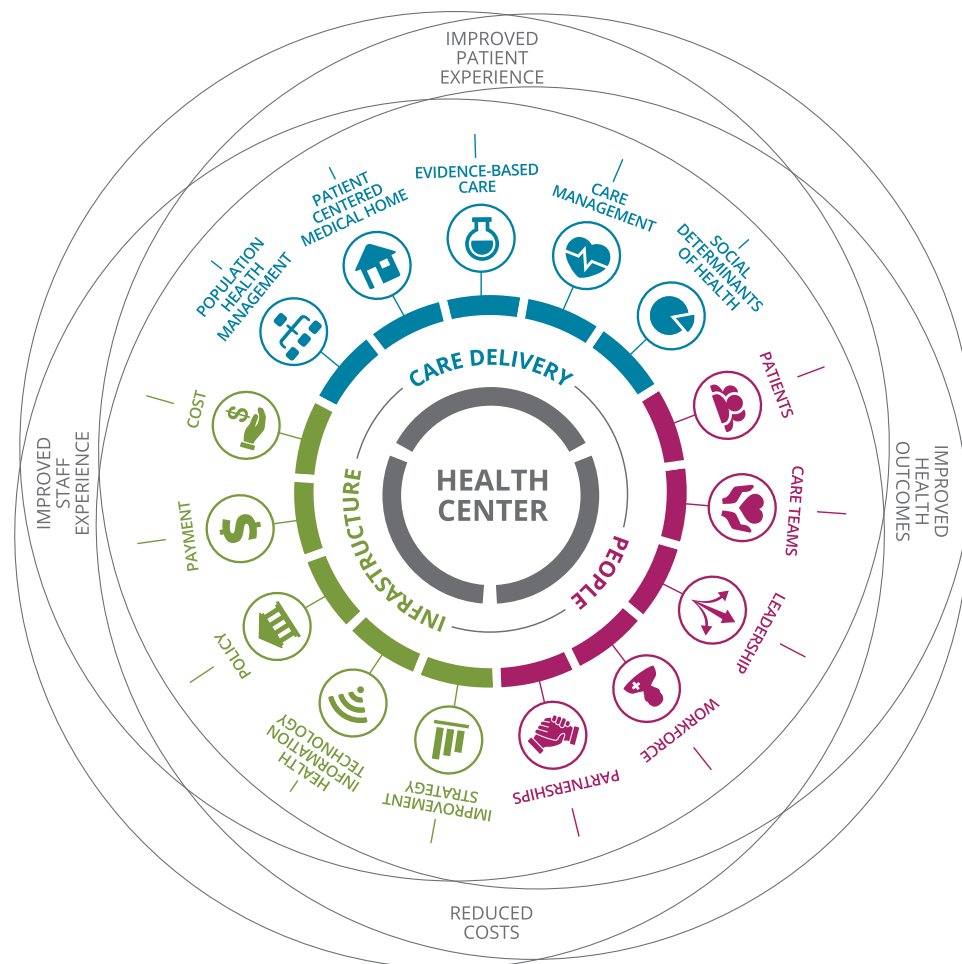 IMPROVED
PATIENT
EXPERIENCE
EVIDENCE-BASED
CARE
CARE
MANAGEMENT
SOCIAL
DETERMINANTS
OF HEALTH
PATIENT
CENTERED
MEDICAL HOME
POPULATION
HEALTH
MANAGEMENT
CARE DELIVERY
PATIENTS
CARE TEAMS
LEADERSHIP
WORKFORCE
PARTNERSHIPS
PEOPLE
COST
$
PAYMENT
$
POLICY
HEALTH
INFORMATION
TECHNOLOGY
IMPROVEMENT
STRATEGY
INFRASTRUCTURE
HEALTH
CENTER
IMPROVED
STAFF
EXPERIENCE
IMPROVED
HEALTH
OUTCOMES
REDUCED
COSTS